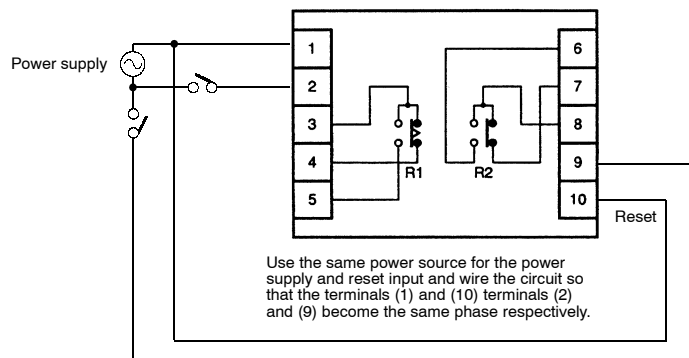 Power supply
1
2
3
4
5
R1
R2
6
7
8
9
10
Reset
Use the same power source for the power
supply and reset input and wire the circuit so
that the terminals (1) and (10) terminals (2)
and (9) become the same phase respectively.